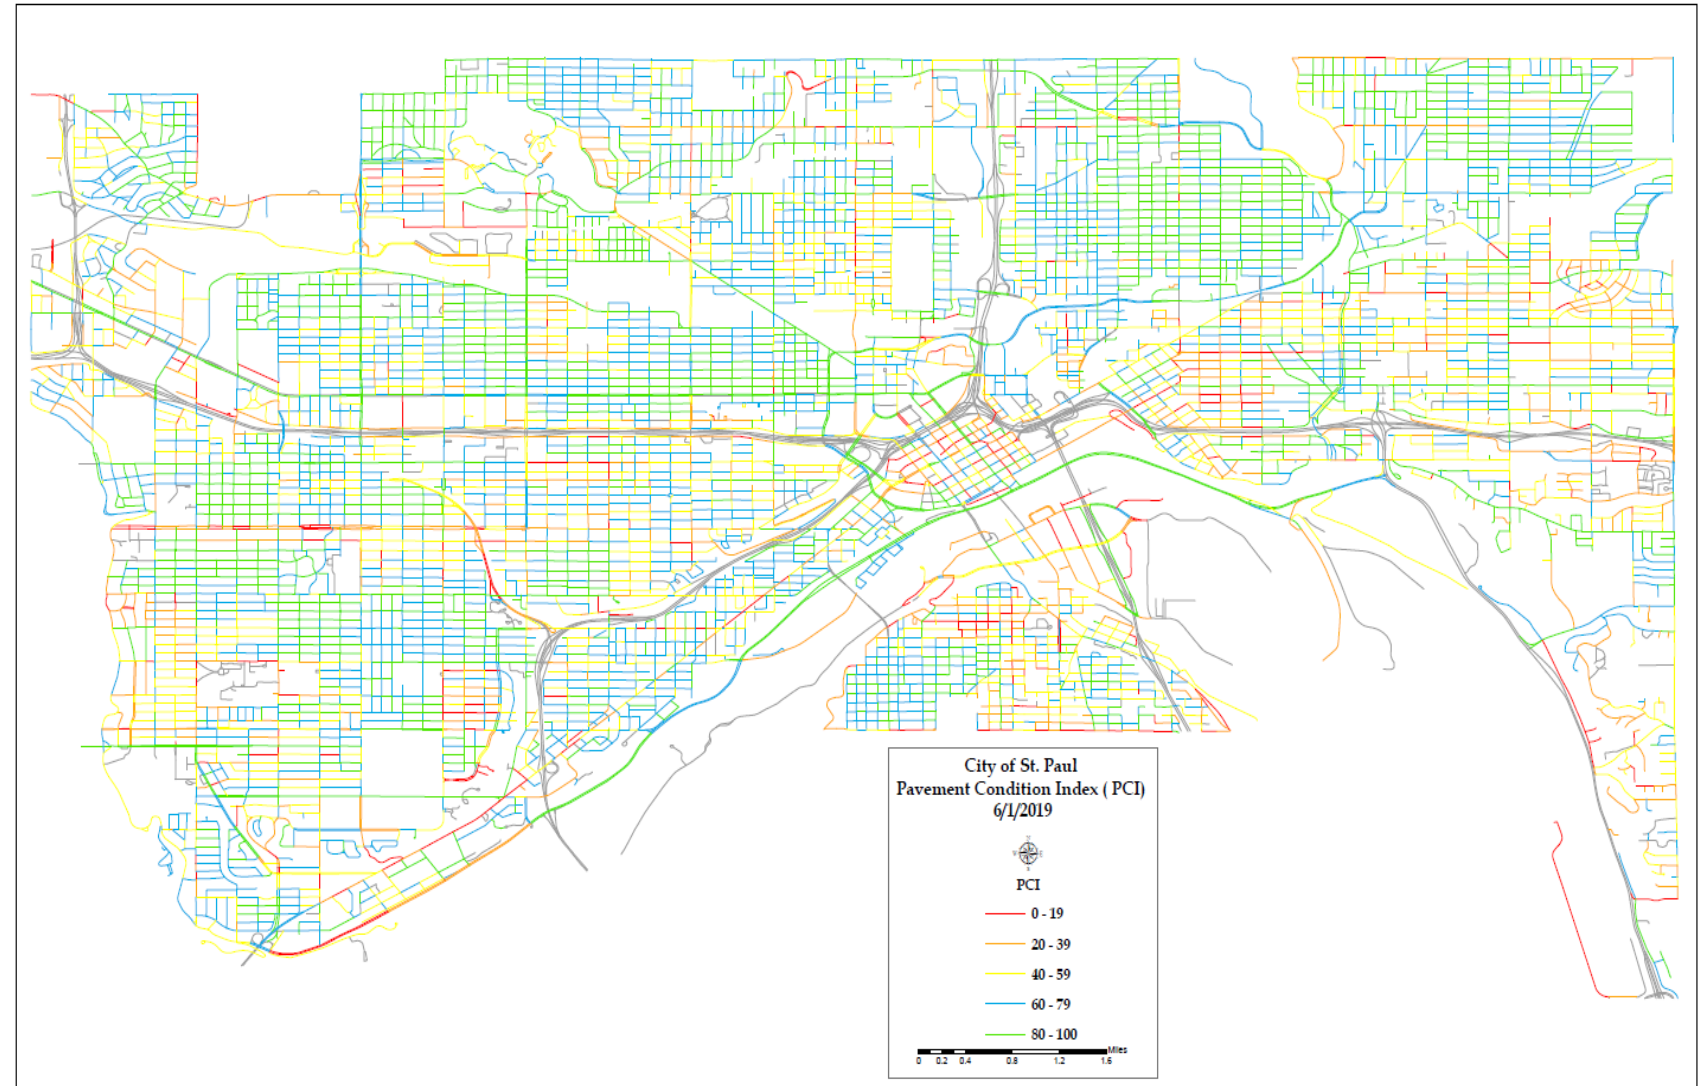 City of St. Paul
Pavement Condition Index ( PCI)
6/1/2019
PCI
0 - 19
20 - 39
40 - 59
60 - 79
80 - 100
Miles
0 0.2 0.4 0.8 1.2 1.6